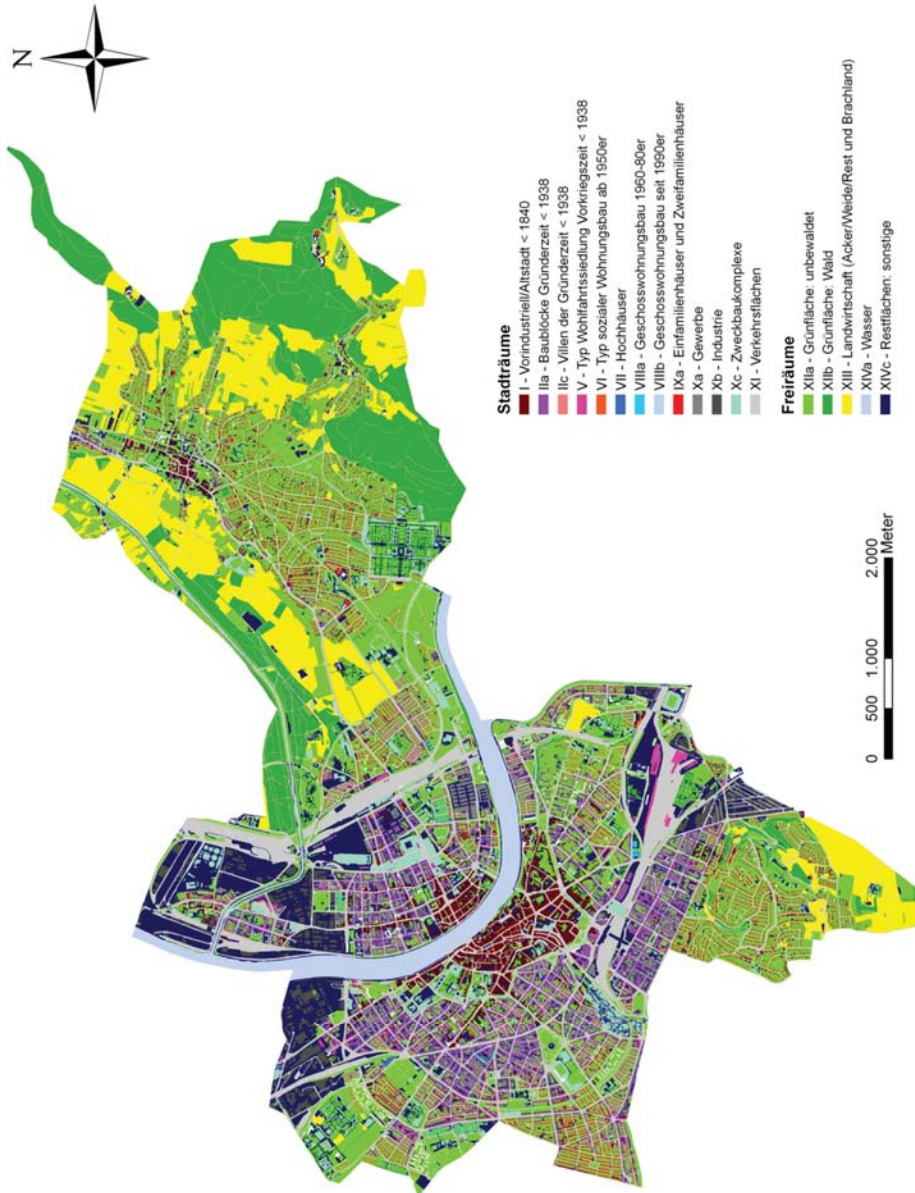 N
Stadträume
I - Vorindustriell/Altstadt < 1840
IIa - Baublöcke Gründerzeit < 1938
IIc - Villen der Gründerzeit < 1938
V - Typ Wohlfahrtssiedlung Vorkriegszeit < 1938
VI - Typ sozialer Wohnungsbau ab 1950er
VII - Hochhäuser
VIIIa - Geschosswohnungsbau 1960-80er
VIIIb - Geschosswohnungsbau seit 1990er
IXa - Einfamilienhäuser und Zweifamilienhäuser
Xa - Gewerbe
Xb - Industrie
Xc - Zweckbaukomplexe
XI - Verkehrsflächen
Freiräume
XIIa - Grünfläche: unbewaldet
XIIb - Grünfläche: Wald
XIII - Landwirtschaft (Acker/Weide/Rest und Brachland)
XIVa - Wasser
XIVc - Restflächen: sonstige
0 500 1.000 2.000
Meter